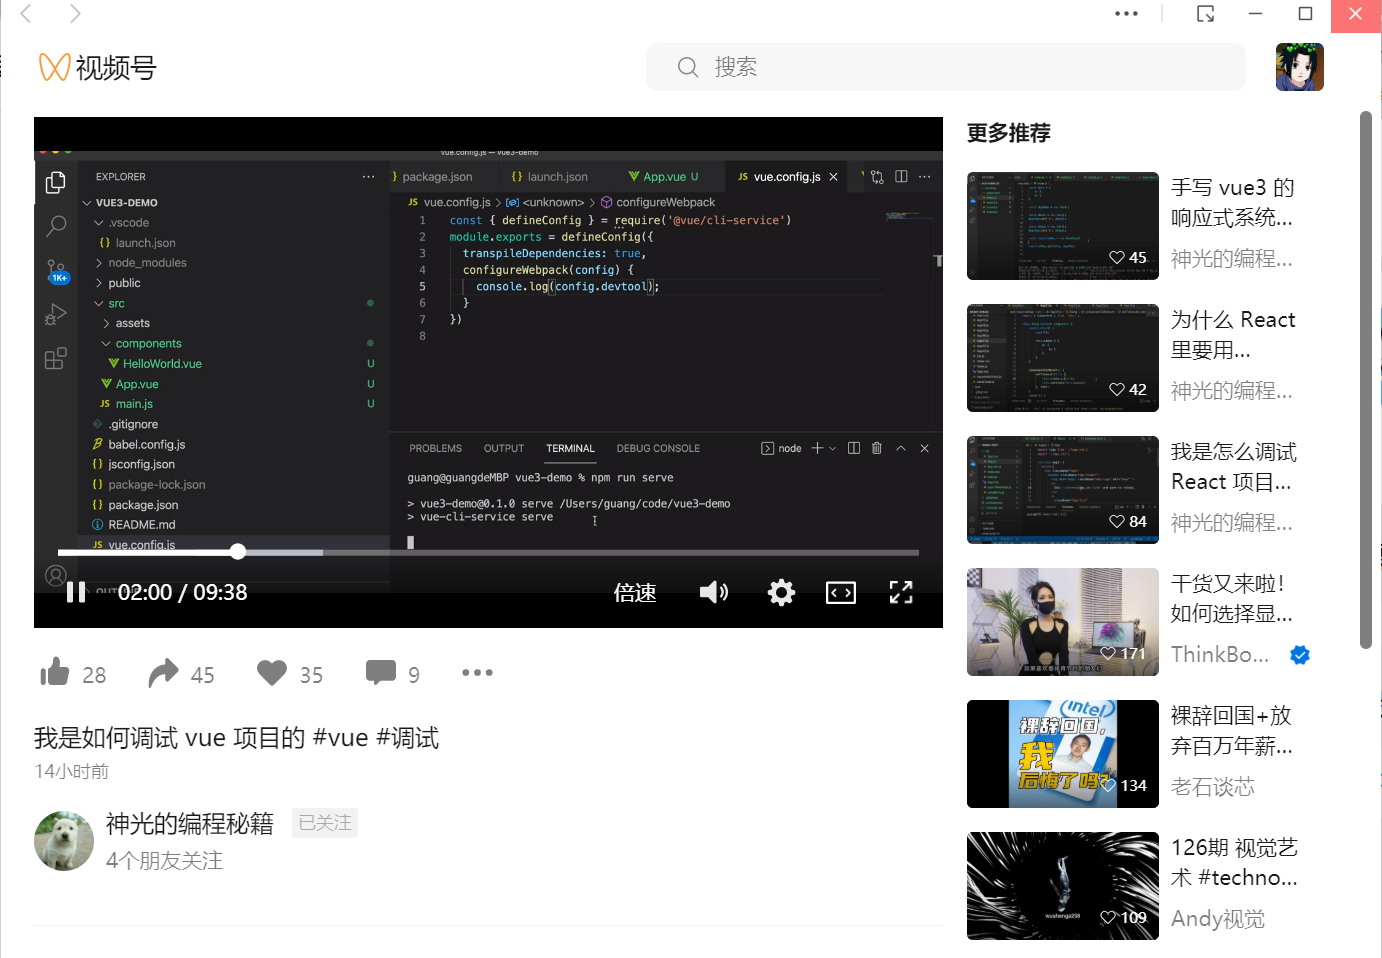 视频号
搜索
vue.config.js — vue3-demo
EXPLORER
VUE3-DEMO
.vscode
{} launch.json
node_modules
public
src
assets
components
HelloWorld.vue U
App.vue U
JS main.js U
.gitignore
babel.config.js
{} jsconfig.json
{} package-lock.json
{} package.json
README.md
JS vue.config.js
1K+
} package.json
{} launch.json
App.vue U
JS vue.config.js
JS vue.config.js > <unknown> > configureWebpack
1 const { defineConfig } = require('@vue/cli-service')
2 module.exports = defineConfig({
3 transpileDependencies: true,
4 configureWebpack(config) {
5 console.log(config.devtool);
6 }
7 })
8
PROBLEMS OUTPUT TERMINAL DEBUG CONSOLE
node
guang@guangdeMBP vue3-demo % npm run serve
> vue3-demo@0.1.0 serve /Users/guang/code/vue3-demo
> vue-cli-service serve
02:00 / 09:38
倍速
28
45
35
9
我是如何调试 vue 项目的 #vue #调试
14小时前
神光的编程秘籍
已关注
4个朋友关注
更多推荐
45
手写 vue3 的
响应式系统...
神光的编程...
42
为什么 React
里要用...
神光的编程...
84
我是怎么调试
React 项目...
神光的编程...
171
干货又来啦！
如何选择显...
ThinkBo...
intel
裸辞回国，
我
后悔了吗？
134
裸辞回国+放
弃百万年薪...
老石谈芯
wushenga258
109
126期 视觉艺
术 #techno...
Andy视觉